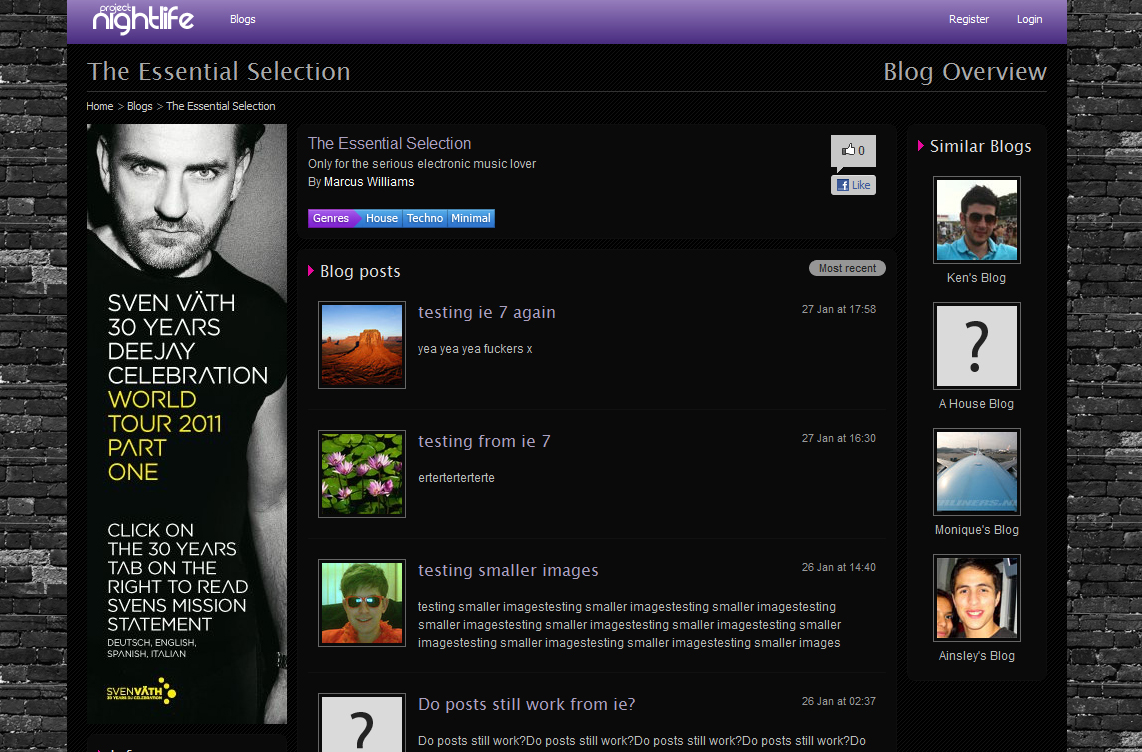 project
nightlife
Blogs
Register
Login
The Essential Selection
Blog Overview
Home > Blogs > The Essential Selection
SVEN VÄTH
30 YEARS
DEEJAY
CELEBRATION
WORLD
TOUR 2011
PART
ONE
CLICK ON
THE 30 YEARS
TAB ON THE
RIGHT TO READ
SVENS MISSION
STATEMENT
DEUTSCH, ENGLISH,
SPANISH, ITALIAN
SVENVÄTH
30 YEARS DJ CELEBRATION
The Essential Selection
Only for the serious electronic music lover
By Marcus Williams
0
Like
Genres House Techno Minimal
Blog posts
Most recent
testing ie 7 again
27 Jan at 17:58
yea yea yea fuckers x
testing from ie 7
27 Jan at 16:30
ertertertererte
testing smaller images
26 Jan at 14:40
testing smaller imagestesting smaller imagestesting smaller imagestesting
smaller imagestesting smaller imagestesting smaller imagestesting smaller
imagestesting smaller imagestesting smaller imagestesting smaller images
?
Do posts still work from ie?
26 Jan at 02:37
Do posts still work?Do posts still work?Do posts still work?Do posts still work?Do
Similar Blogs
Ken's Blog
?
A House Blog
Monique's Blog
Ainsley's Blog